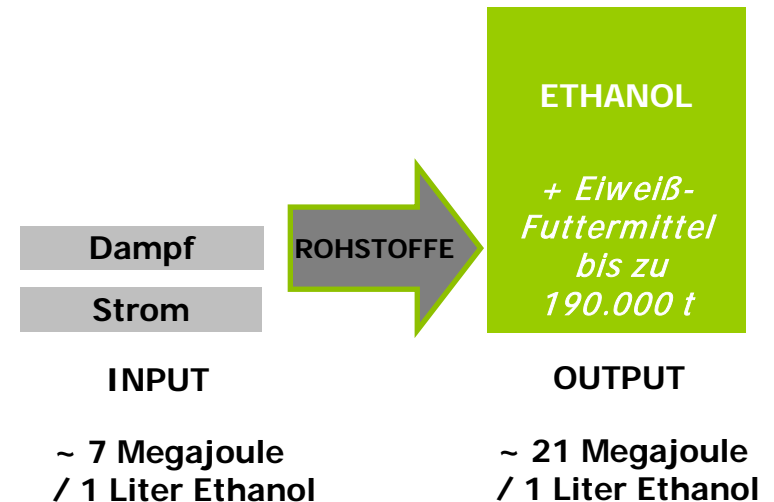 Dampf
Strom
INPUT
~ 7 Megajoule
/ 1 Liter Ethanol
ROHSTOFFE
ETHANOL
+ Eiweiß-
Futtermittel
bis zu
190.000 t
OUTPUT
~ 21 Megajoule
/ 1 Liter Ethanol